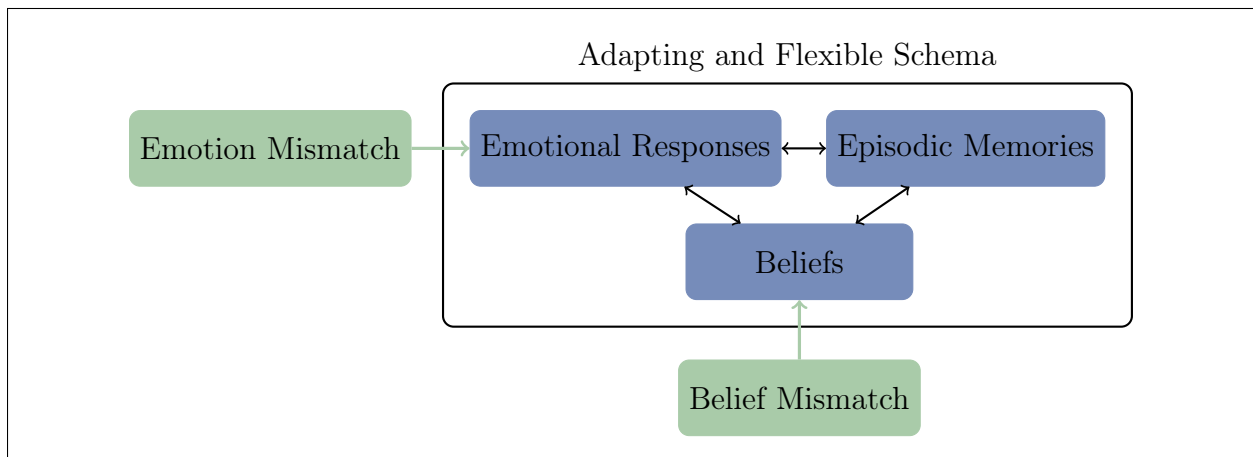 Adapting and Flexible Schema
Emotion Mismatch
Emotional Responses
Episodic Memories
Beliefs
Belief Mismatch